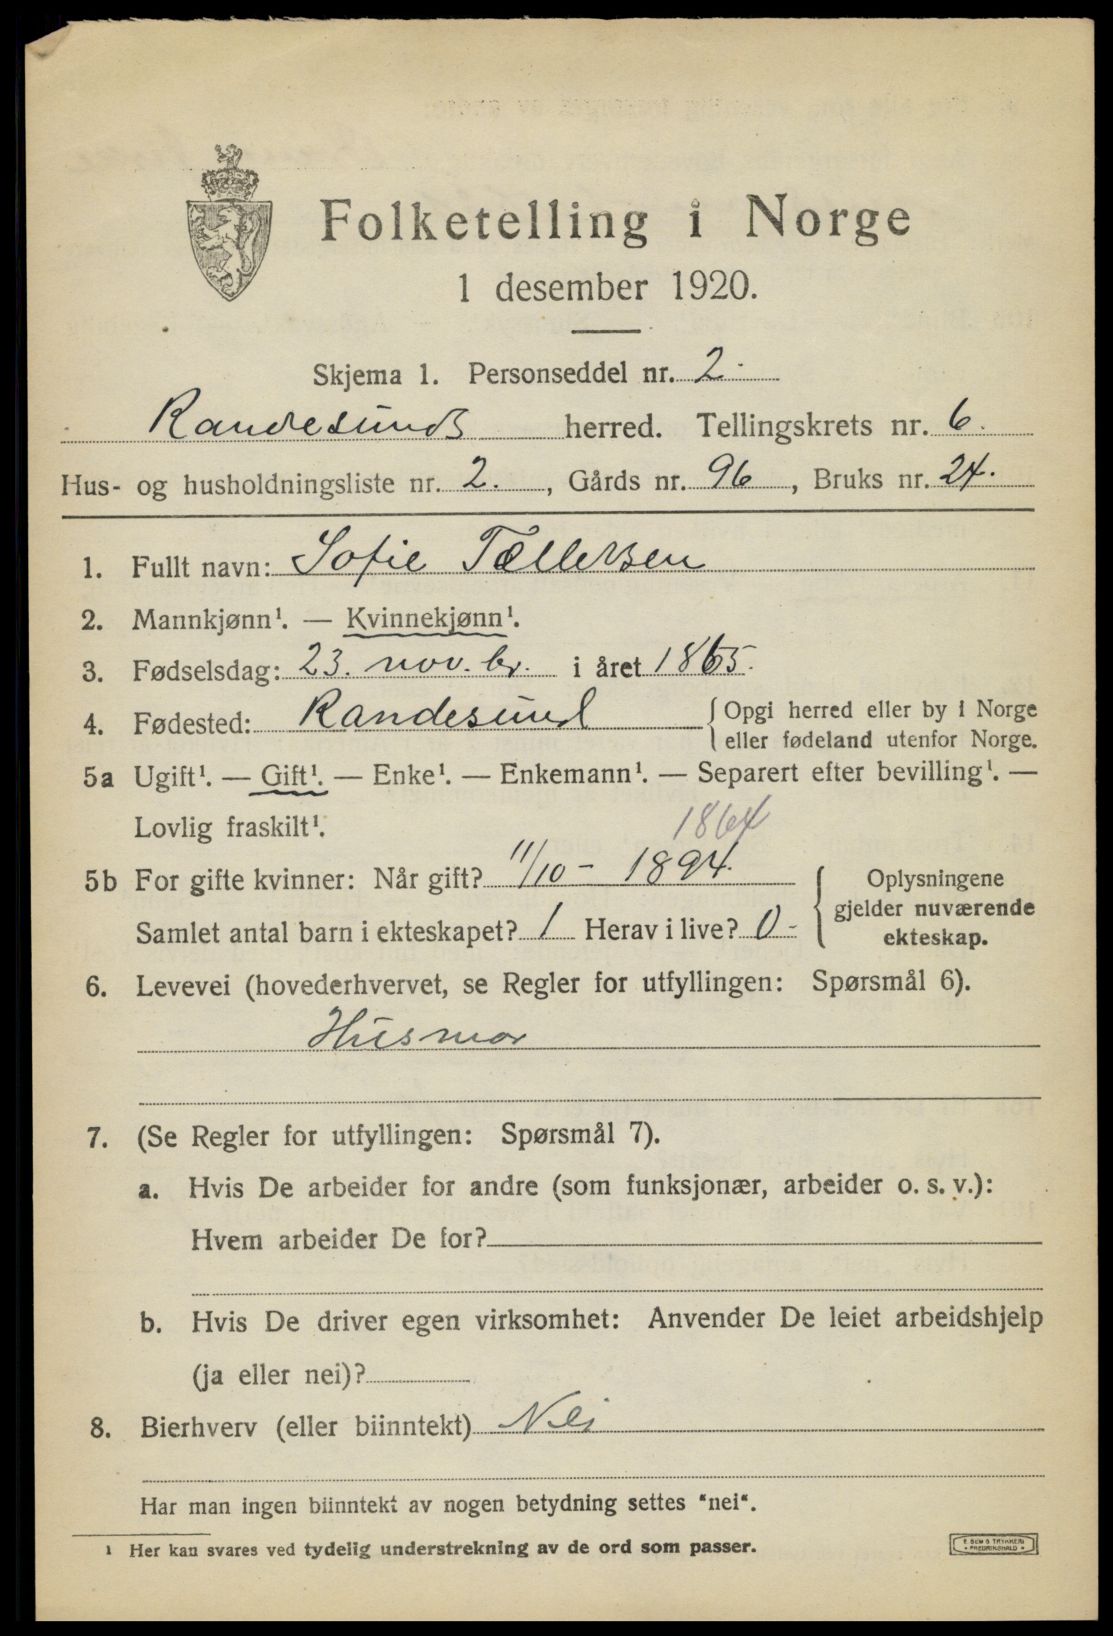 Folketelling i Norge
1 desember 1920.
Skjema 1. Personseddel nr. 2.
Randesunds herred. Tellingskrets nr. 6.
Hus- og husholdningsliste nr. 2. , Gårds nr. 96 , Bruks nr. 24.
1. Fullt navn: Sofie Tellefsen
2. Mannkjønn¹. — Kvinnekjønn¹.
3. Fødselsdag: 23. nov.br. i året 1865.
4. Fødested: Randesund { Opgi herred eller by i Norge
eller fødeland utenfor Norge.
5a Ugift¹. — Gift¹. — Enke¹. — Enkemann¹. — Separert efter bevilling¹. —
Lovlig fraskilt¹.
1864
5b For gifte kvinner: Når gift? 11/10 - 1894. { Oplysningene
gjelder nuværende
ekteskap.
Samlet antal barn i ekteskapet? 1 Herav i live? 0 -
6. Levevei (hovederhvervet, se Regler for utfyllingen: Spørsmål 6).
Husmor
7. (Se Regler for utfyllingen: Spørsmål 7).
a. Hvis De arbeider for andre (som funksjonær, arbeider o. s. v.):
Hvem arbeider De for?
b. Hvis De driver egen virksomhet: Anvender De leiet arbeidshjelp
(ja eller nei)?
8. Bierhverv (eller biinntekt) Nei
Har man ingen biinntekt av nogen betydning settes "nei".
¹ Her kan svares ved tydelig understrekning av de ord som passer.